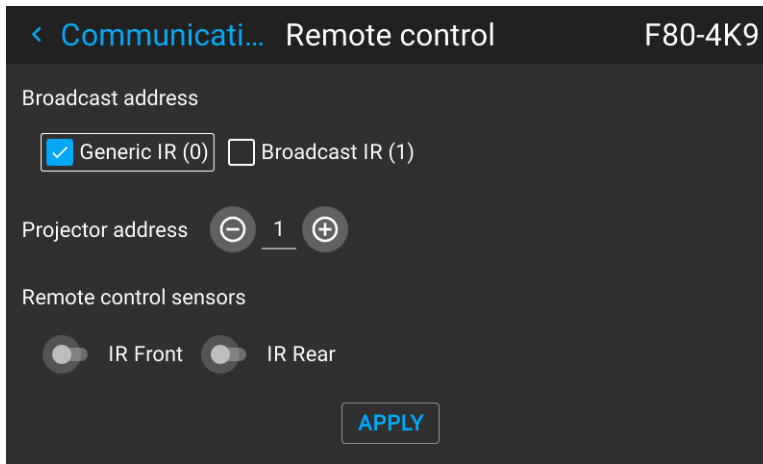 Communicati... Remote control F80-4K9
Broadcast address
Generic IR (0) Broadcast IR (1)
Projector address 1
Remote control sensors
IR Front IR Rear
APPLY